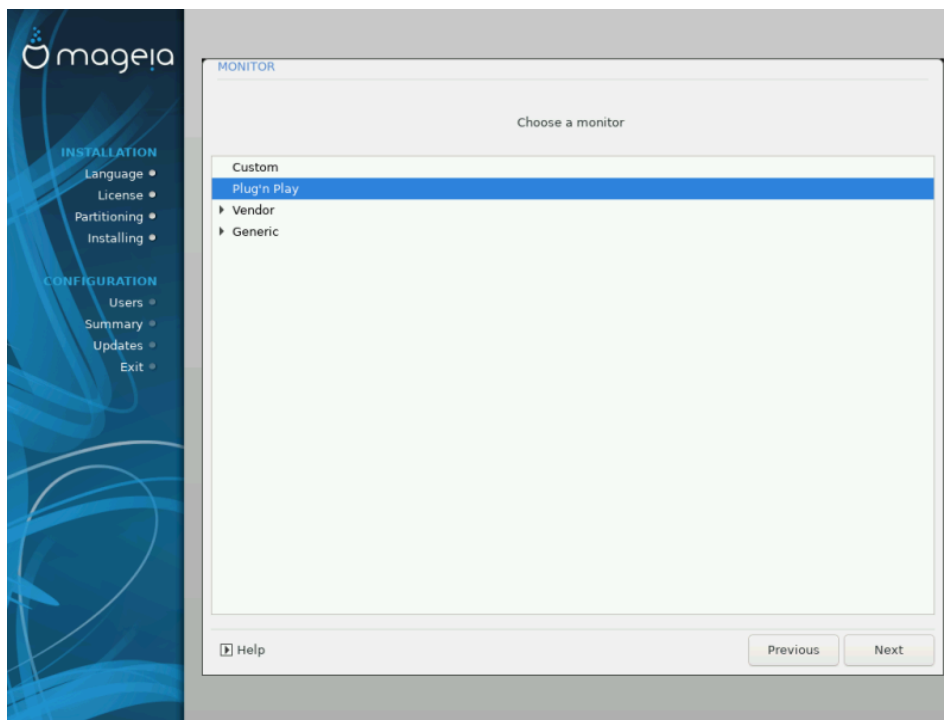 mageia
INSTALLATION
Language
License
Partitioning
Installing
CONFIGURATION
Users
Summary
Updates
Exit
MONITOR
Choose a monitor
Custom
Plug'n Play
Vendor
Generic
Help
Previous
Next